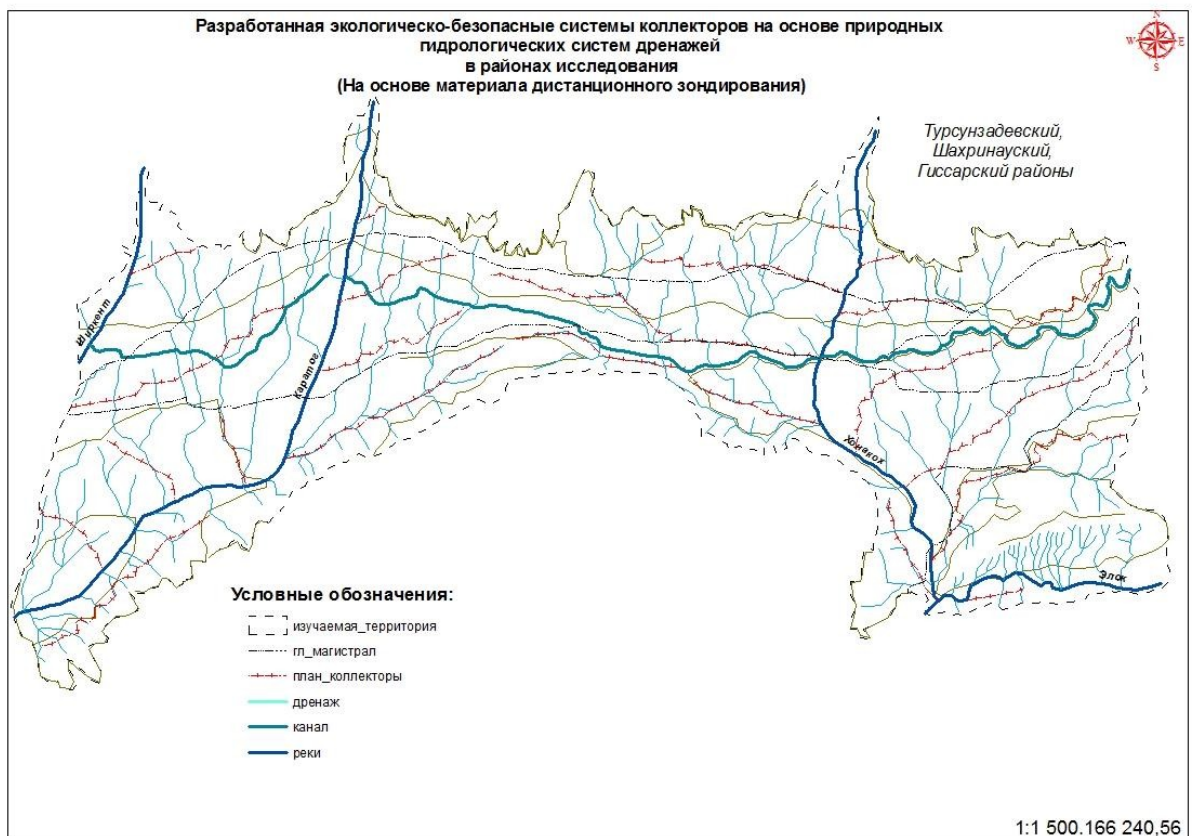 Разработанная экологическо-безопасные системы коллекторов на основе природных
гидрологических систем дренажей
в районах исследования
(На основе материала дистанционного зондирования)
N
W
E
S
Турсунзадевский,
Шахринауский,
Гиссарский районы
Ширкент
Каратог
Хонакох
Элок
Условные обозначения:
изучаемая_территория
гл_магистрал
план_коллекторы
дренаж
канал
реки
1:1 500.166 240,56